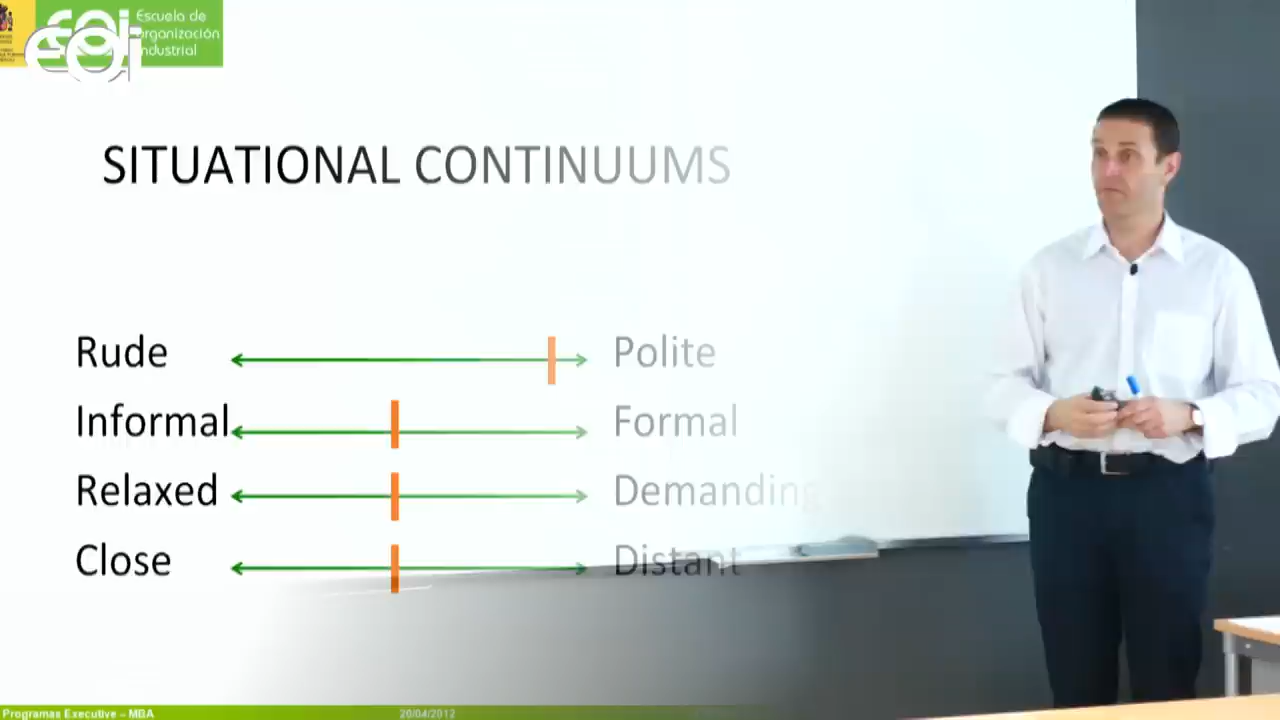 Escuela de
organización
industrial
eoi
SITUATIONAL CONTINUUMS
Rude Polite
Informal Formal
Relaxed Demanding
Close Distant
Programas Executive – MBA 20/04/2012